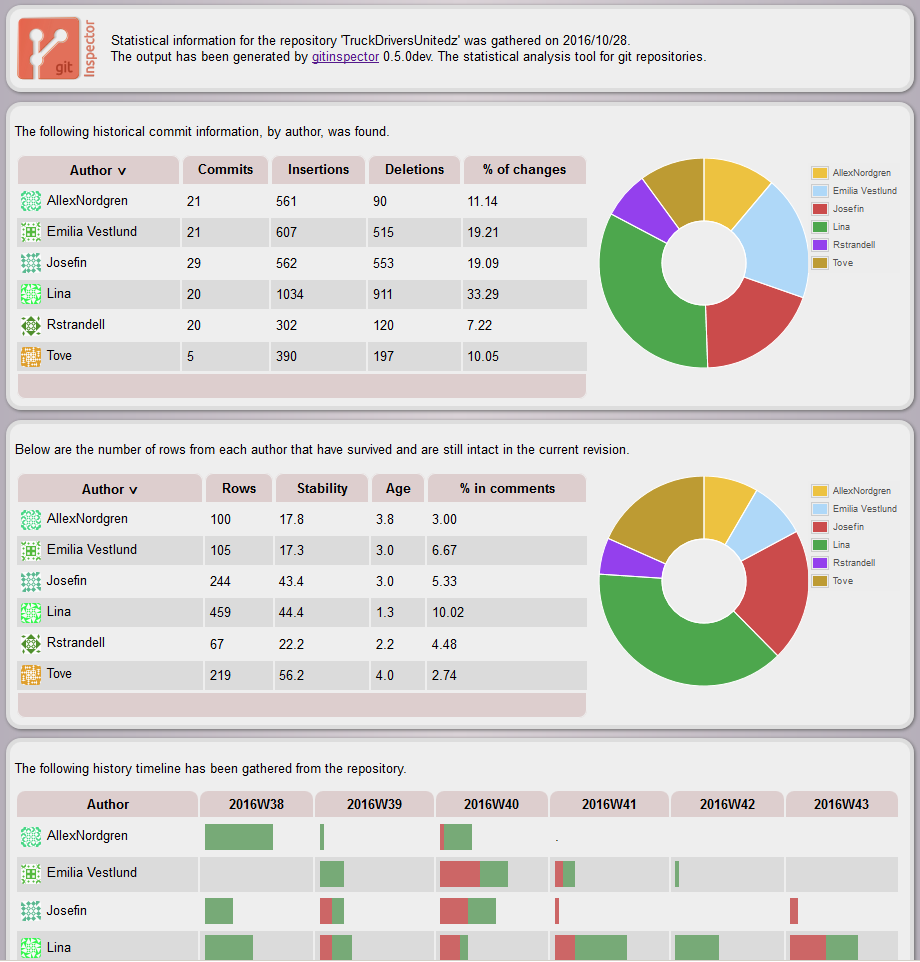 git
Inspector
Statistical information for the repository 'TruckDriversUnitedz' was gathered on 2016/10/28.
The output has been generated by gitinspector 0.5.0dev. The statistical analysis tool for git repositories.
The following historical commit information, by author, was found.
Author ∨ Commits Insertions Deletions % of changes
AllexNordgren 21 561 90 11.14
Emilia Vestlund 21 607 515 19.21
Josefin 29 562 553 19.09
Lina 20 1034 911 33.29
Rstrandell 20 302 120 7.22
Tove 5 390 197 10.05
AllexNordgren
Emilia Vestlund
Josefin
Lina
Rstrandell
Tove
Below are the number of rows from each author that have survived and are still intact in the current revision.
Author ∨ Rows Stability Age % in comments
AllexNordgren 100 17.8 3.8 3.00
Emilia Vestlund 105 17.3 3.0 6.67
Josefin 244 43.4 3.0 5.33
Lina 459 44.4 1.3 10.02
Rstrandell 67 22.2 2.2 4.48
Tove 219 56.2 4.0 2.74
AllexNordgren
Emilia Vestlund
Josefin
Lina
Rstrandell
Tove
The following history timeline has been gathered from the repository.
Author 2016W38 2016W39 2016W40 2016W41 2016W42 2016W43
AllexNordgren .
Emilia Vestlund
Josefin
Lina